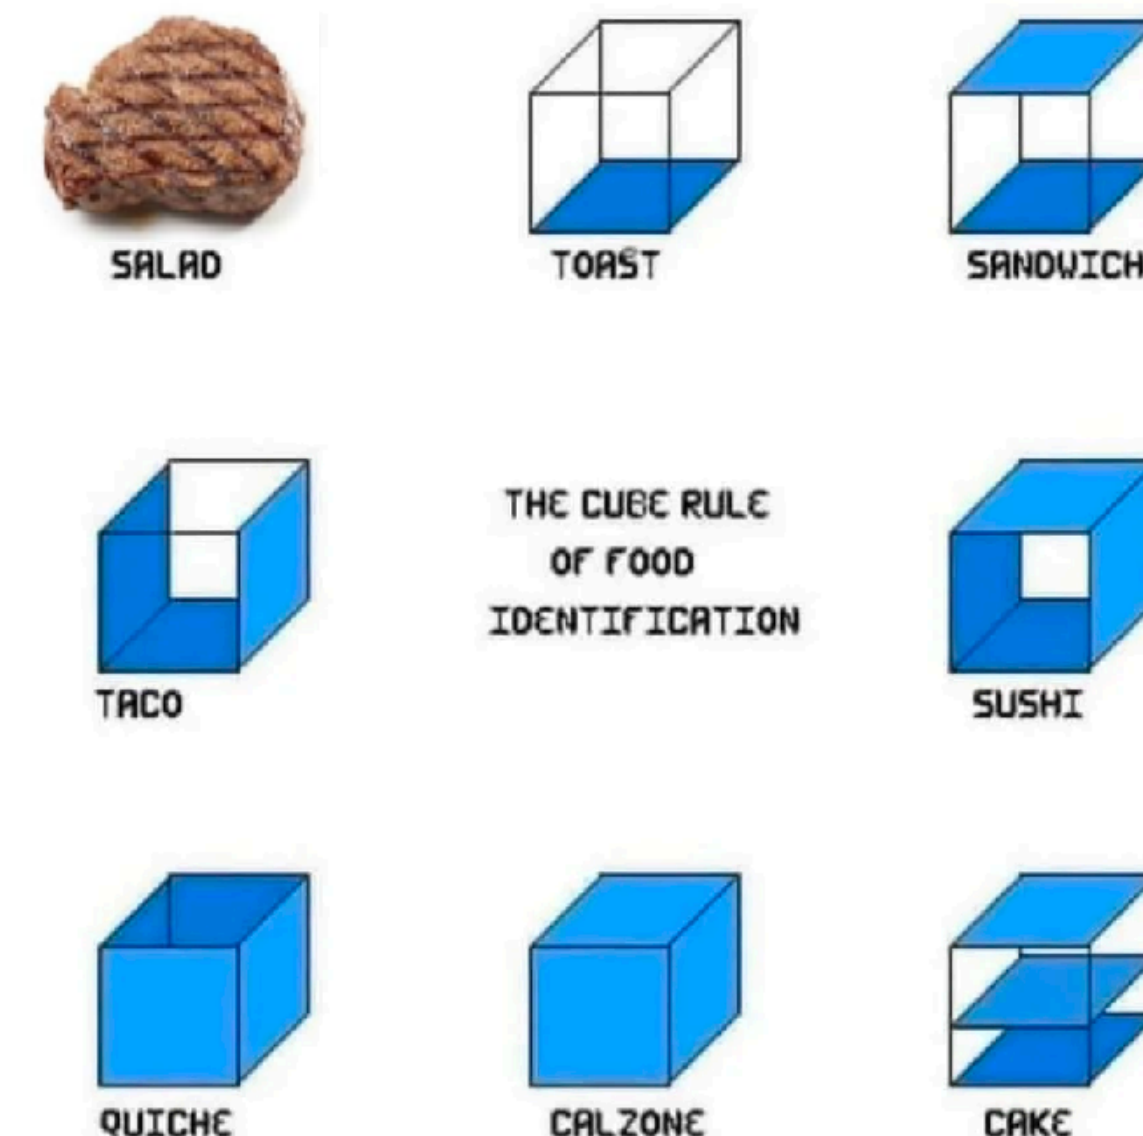 SALAD
TOAST
SANDWICH
THE CUBE RULE
OF FOOD
IDENTIFICATION
TACO
SUSHI
QUICHE
CALZONE
CAKE